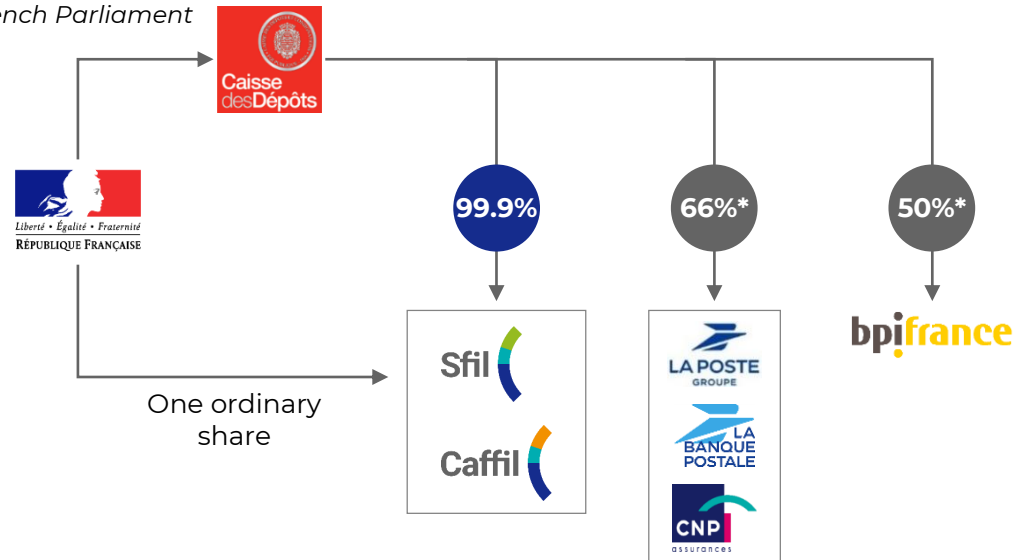 ench Parliament
Caisse
desDépôts
Liberté • Égalité • Fraternité
RÉPUBLIQUE FRANÇAISE
99.9%
66%*
50%*
One ordinary
share
Sfil
Caffil
LA POSTE
GROUPE
LA
BANQUE
POSTALE
CNP
assurances
bpifrance